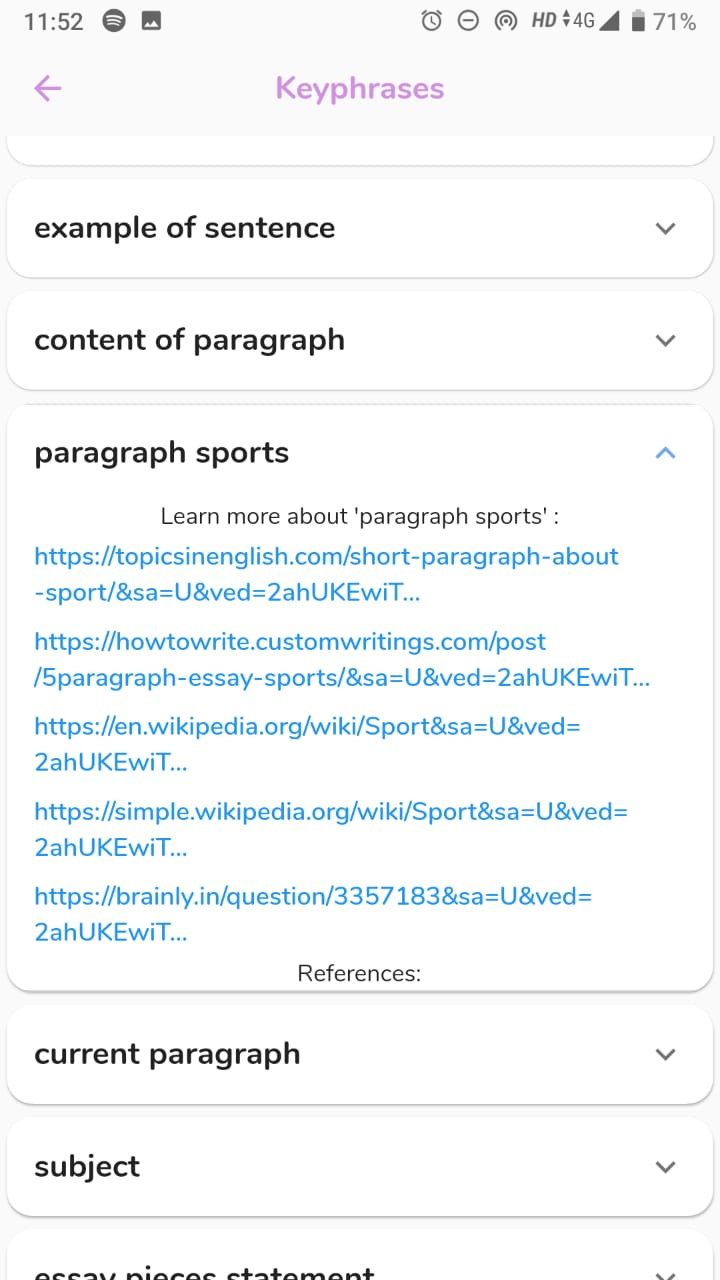 11:52 HD 4G 71%
Keyphrases
example of sentence
content of paragraph
paragraph sports
Learn more about 'paragraph sports' :
https://topicsinenglish.com/short-paragraph-about
-sport/&sa=U&ved=2ahUKEwiT...
https://howtowrite.customwritings.com/post
/5paragraph-essay-sports/&sa=U&ved=2ahUKEwiT...
https://en.wikipedia.org/wiki/Sport&sa=U&ved=
2ahUKEwiT...
https://simple.wikipedia.org/wiki/Sport&sa=U&ved=
2ahUKEwiT...
https://brainly.in/question/3357183&sa=U&ved=
2ahUKEwiT...
References:
current paragraph
subject
essay pieces statement